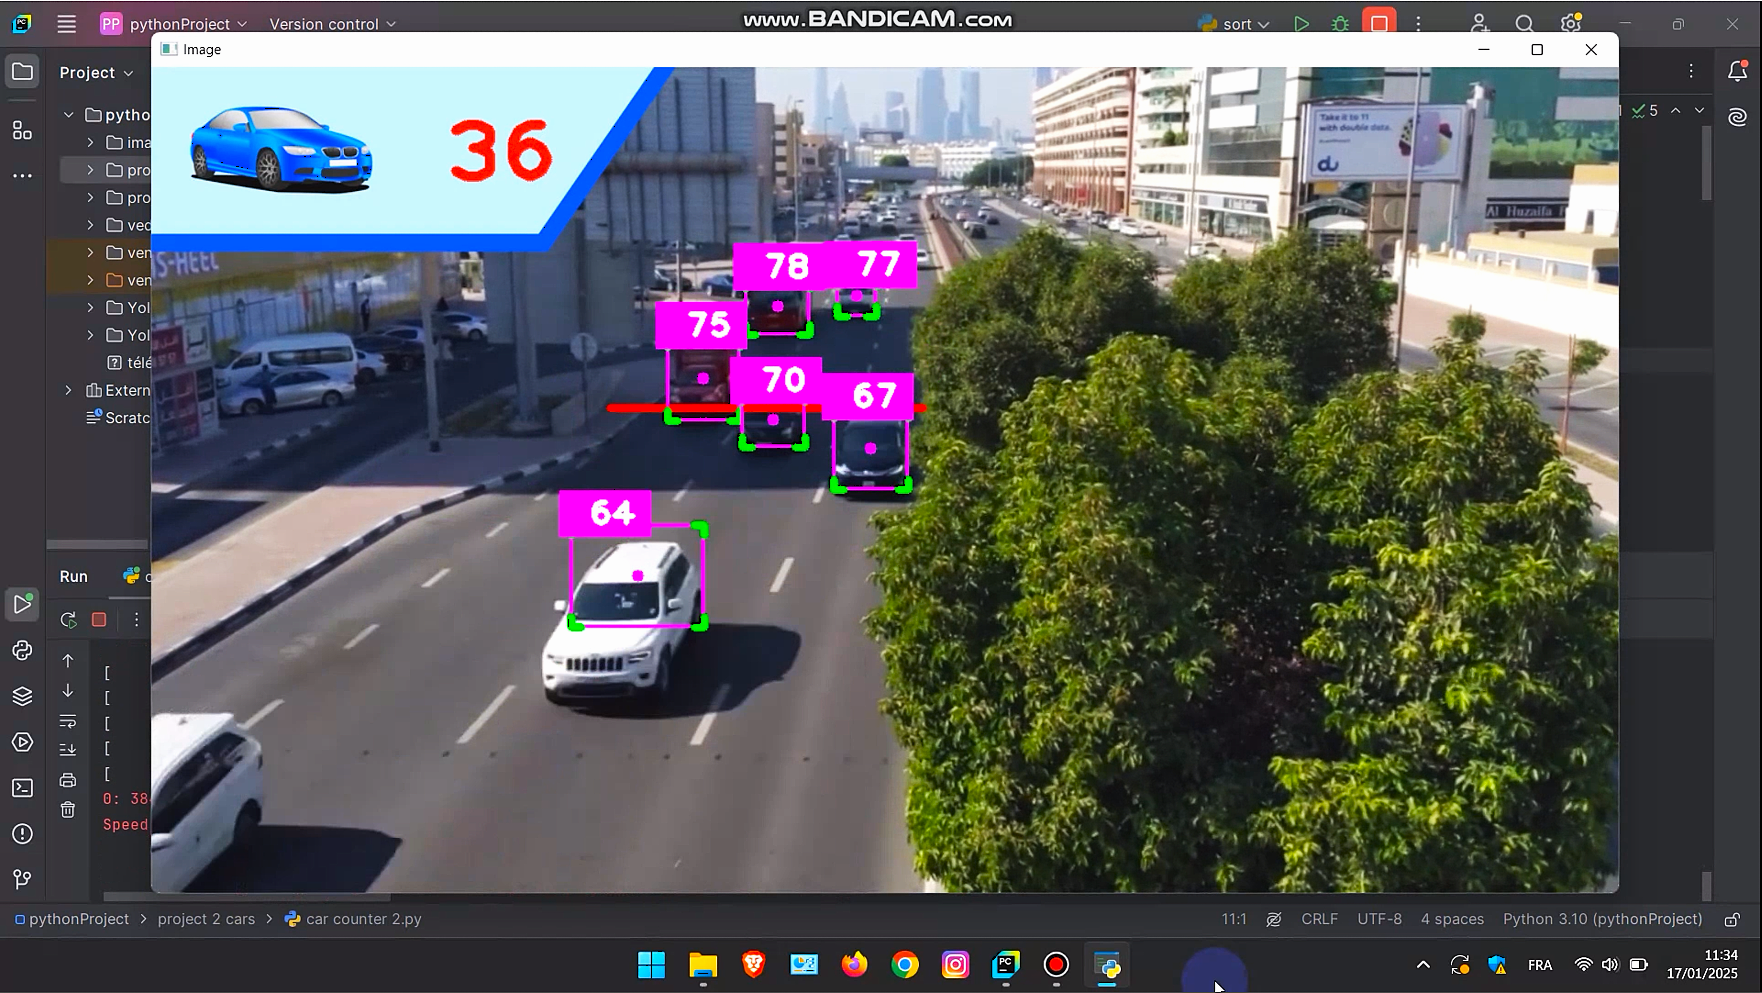 PC
PP pythonProject
Version control
www.BANDICAM.com
sort
Image
Project
36
Take it to 11
with double data.
du
5
pytho
ima
pro
pro
ven
ven
Yol
Yol
télé
Extern
Scratc
S-HEEL
Al Huzaifa
78
77
75
70
67
64
Run
c
[
[
[
[
[
0: 38
Speed
pythonProject
project 2 cars
car counter 2.py
11:1
CRLF
UTF-8
4 spaces
Python 3.10 (pythonProject)
PC
FRA
11:34
17/01/2025